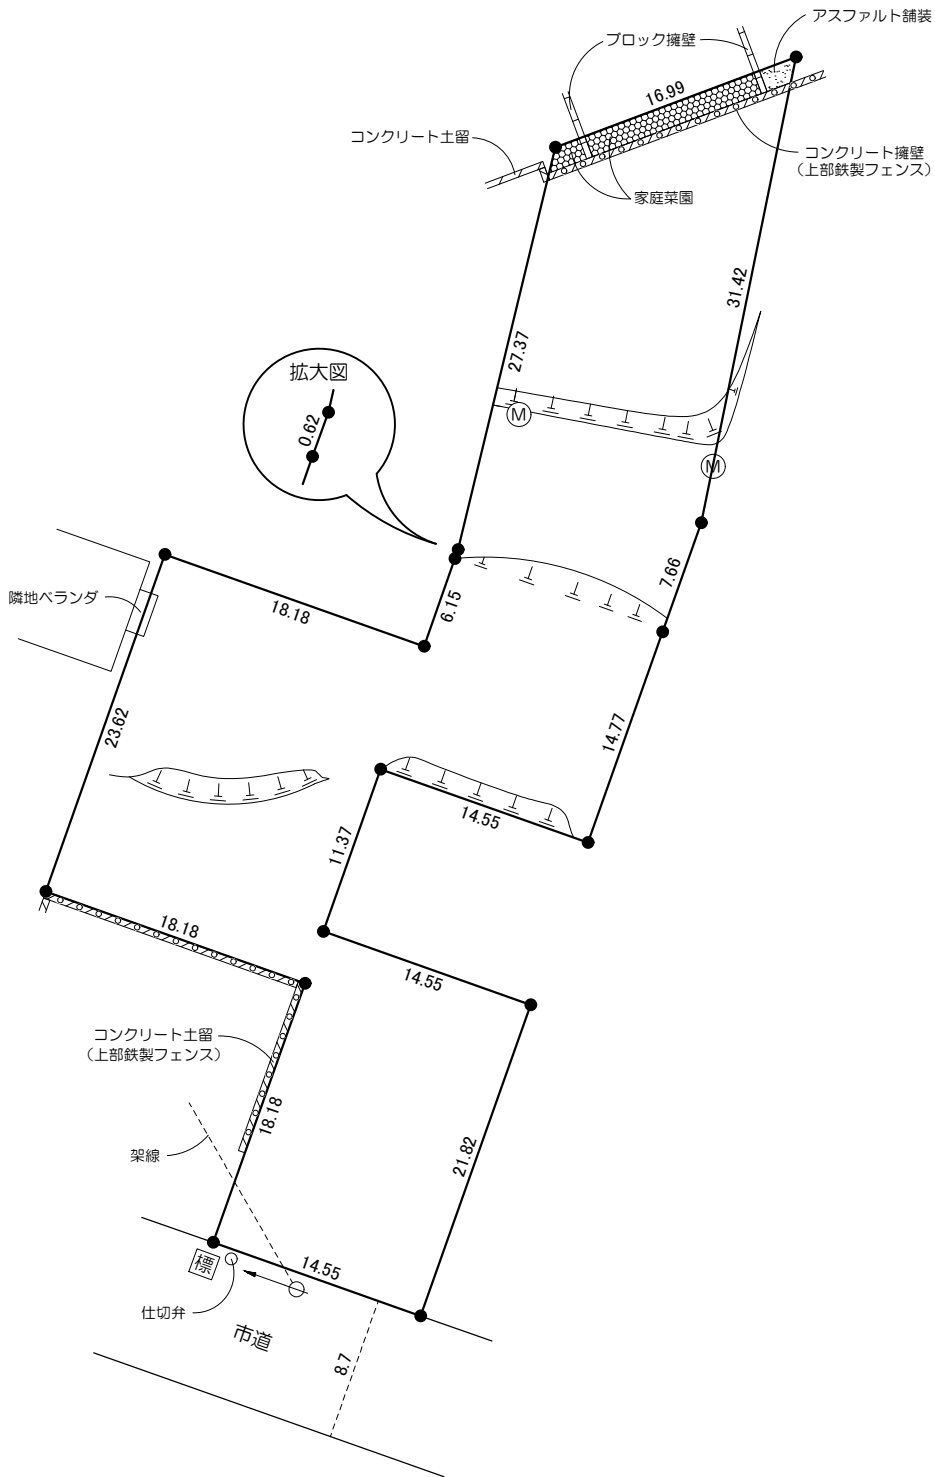 アスファルト舗装
ブロック擁壁
16.99
コンクリート土留
コンクリート擁壁
（上部鉄製フェンス）
家庭菜園
31.42
27.37
拡大図
0.62
M
M
7.66
隣地ベランダ
18.18
6.15
23.62
14.77
14.55
11.37
18.18
14.55
コンクリート土留
（上部鉄製フェンス）
18.18
21.82
架線
標
14.55
仕切弁
市道
8.7